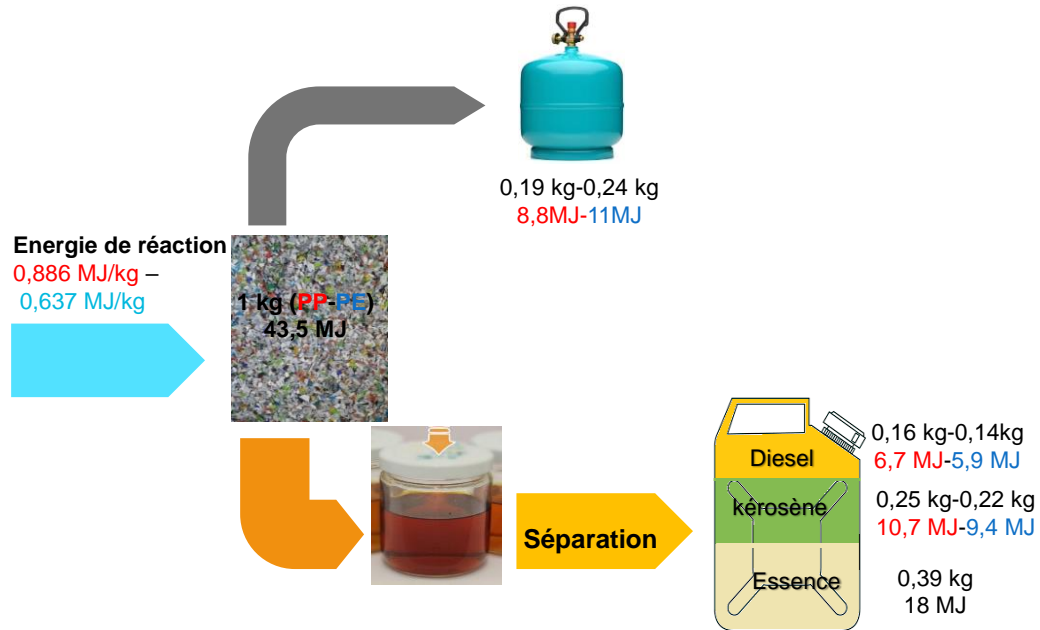 0,19 kg-0,24 kg
8,8MJ-11MJ
Energie de réaction
0,886 MJ/kg –
0,637 MJ/kg
1 kg (PP-PE)
43,5 MJ
Séparation
Diesel
0,16 kg-0,14kg
6,7 MJ-5,9 MJ
kérosène
0,25 kg-0,22 kg
10,7 MJ-9,4 MJ
Essence
0,39 kg
18 MJ